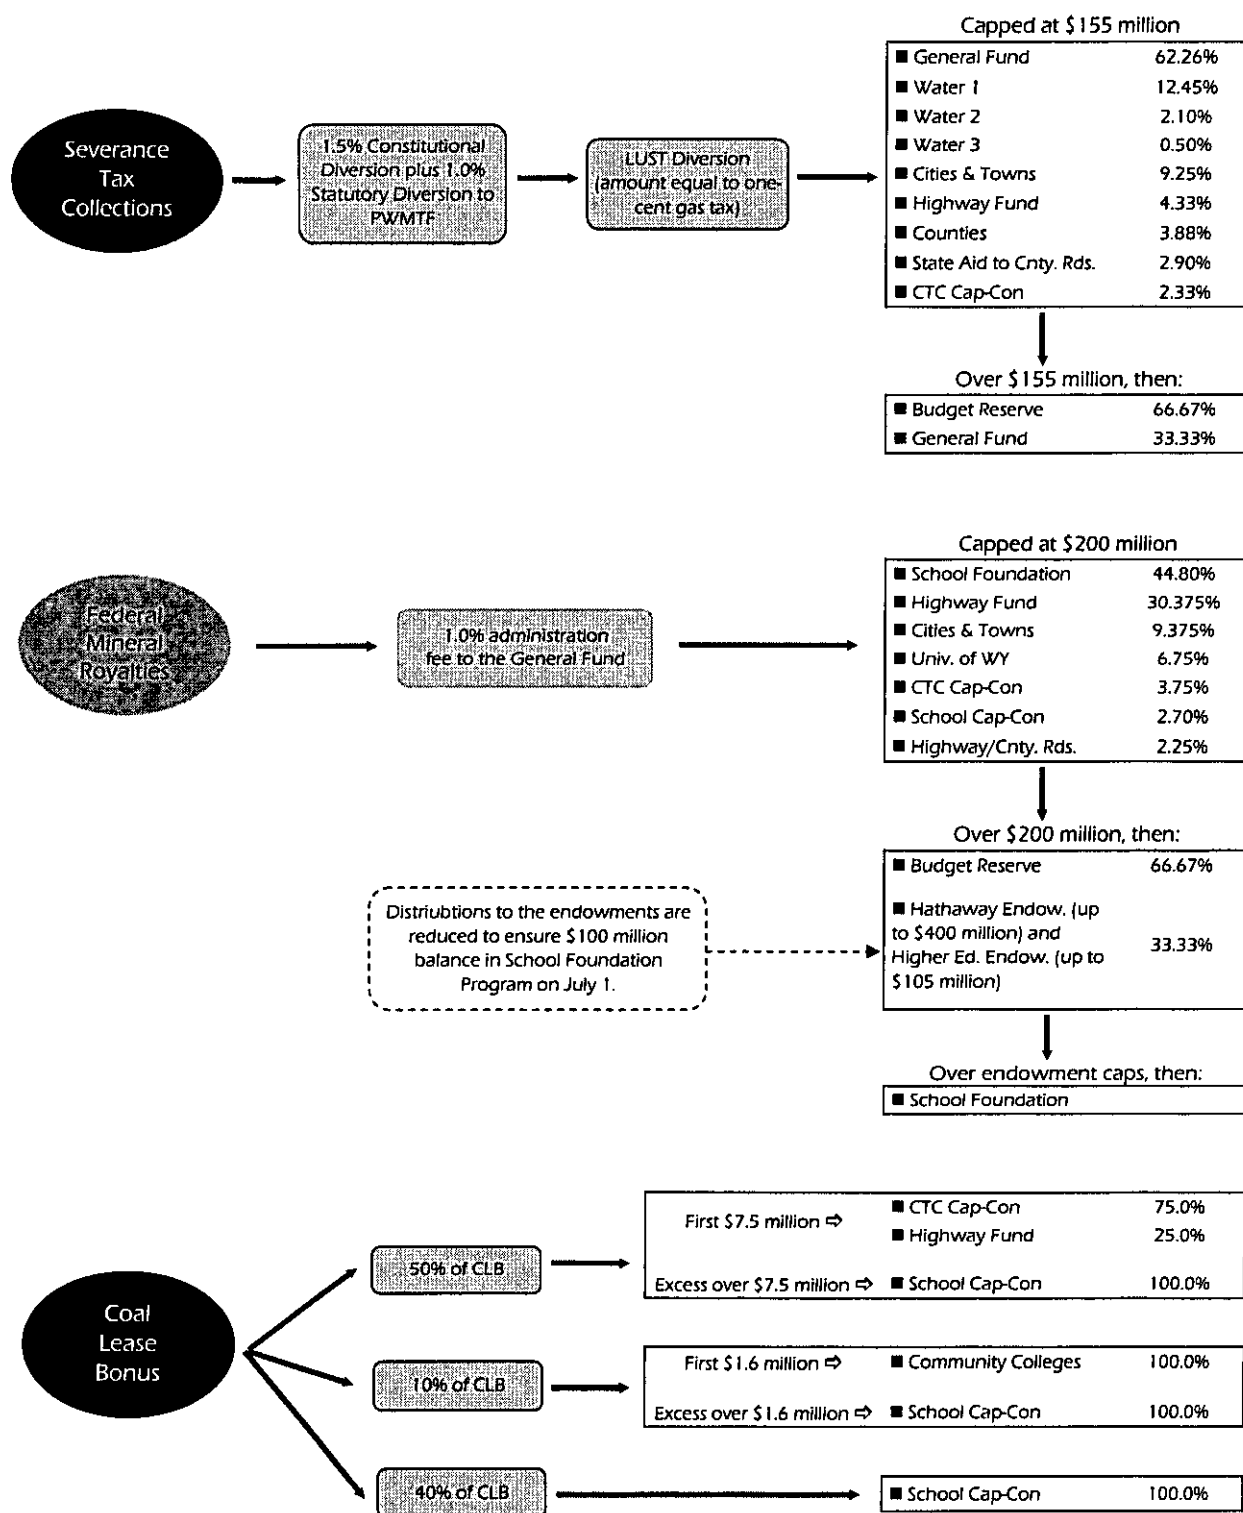 Capped at $155 million
■ General Fund 62.26%
■ Water 1 12.45%
■ Water 2 2.10%
■ Water 3 0.50%
■ Cities & Towns 9.25%
■ Highway Fund 4.33%
■ Counties 3.88%
■ State Aid to Cnty. Rds. 2.90%
■ CTC Cap-Con 2.33%
Severance
Tax
Collections
1.5% Constitutional
Diversion plus 1.0%
Statutory Diversion to
PWMTF
LUST Diversion
(amount equal to one-
cent gas tax)
Over $155 million, then:
■ Budget Reserve 66.67%
■ General Fund 33.33%
Capped at $200 million
■ School Foundation 44.80%
■ Highway Fund 30.375%
■ Cities & Towns 9.375%
■ Univ. of WY 6.75%
■ CTC Cap-Con 3.75%
■ School Cap-Con 2.70%
■ Highway/Cnty. Rds. 2.25%
Federal
Mineral
Royalties
1.0% administration
fee to the General Fund
Over $200 million, then:
■ Budget Reserve 66.67%
■ Hathaway Endow. (up
to $400 million) and
Higher Ed. Endow. (up to
$105 million)
33.33%
Distriubtions to the endowments are
reduced to ensure $100 million
balance in School Foundation
Program on July 1.
Over endowment caps, then:
■ School Foundation
Coal
Lease
Bonus
50% of CLB
First $7.5 million ⇨
■ CTC Cap-Con 75.0%
■ Highway Fund 25.0%
Excess over $7.5 million ⇨ ■ School Cap-Con 100.0%
10% of CLB
First $1.6 million ⇨ ■ Community Colleges 100.0%
Excess over $1.6 million ⇨ ■ School Cap-Con 100.0%
40% of CLB
■ School Cap-Con 100.0%